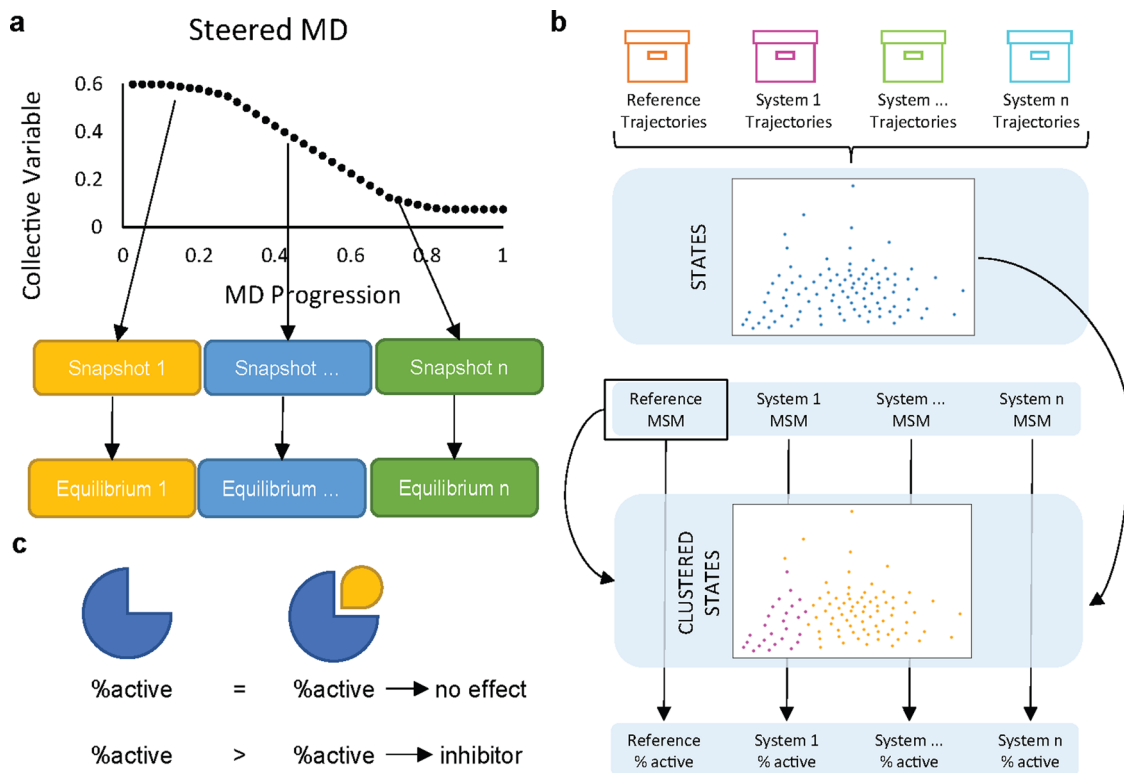 a
Steered MD
Collective Variable
0.6
0.4
0.2
0
0 0.2 0.4 0.6 0.8 1
MD Progression
Snapshot 1 Snapshot ... Snapshot n
Equilibrium 1 Equilibrium ... Equilibrium n
b
Reference System 1 System ... System n
Trajectories Trajectories Trajectories Trajectories
STATES
Reference System 1 System ... System n
MSM MSM MSM MSM
CLUSTERED
STATES
Reference System 1 System ... System n
% active % active % active % active
c
%active = %active no effect
%active > %active inhibitor